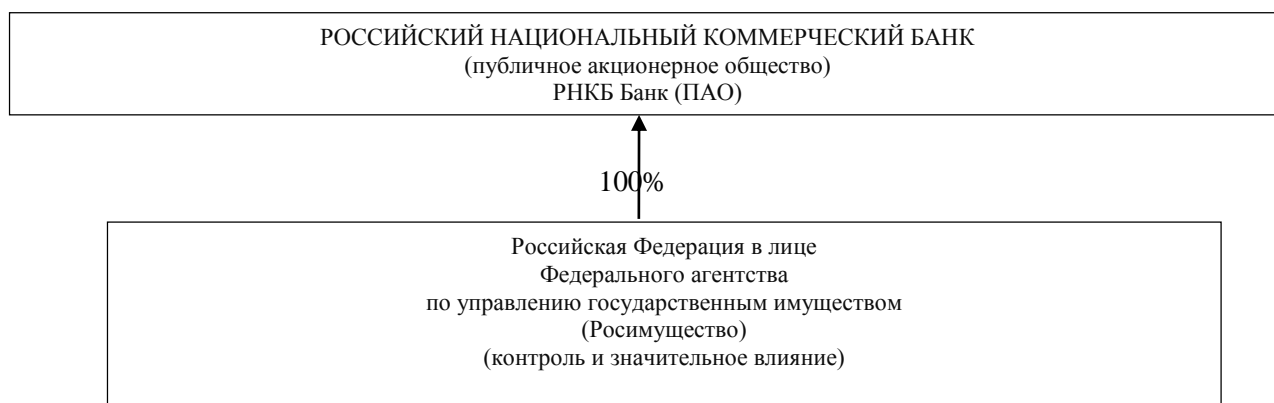 РОССИЙСКИЙ НАЦИОНАЛЬНЫЙ КОММЕРЧЕСКИЙ БАНК
(публичное акционерное общество)
РНКБ Банк (ПАО)
100%
Российская Федерация в лице
Федерального агентства
по управлению государственным имуществом
(Росимущество)
(контроль и значительное влияние)